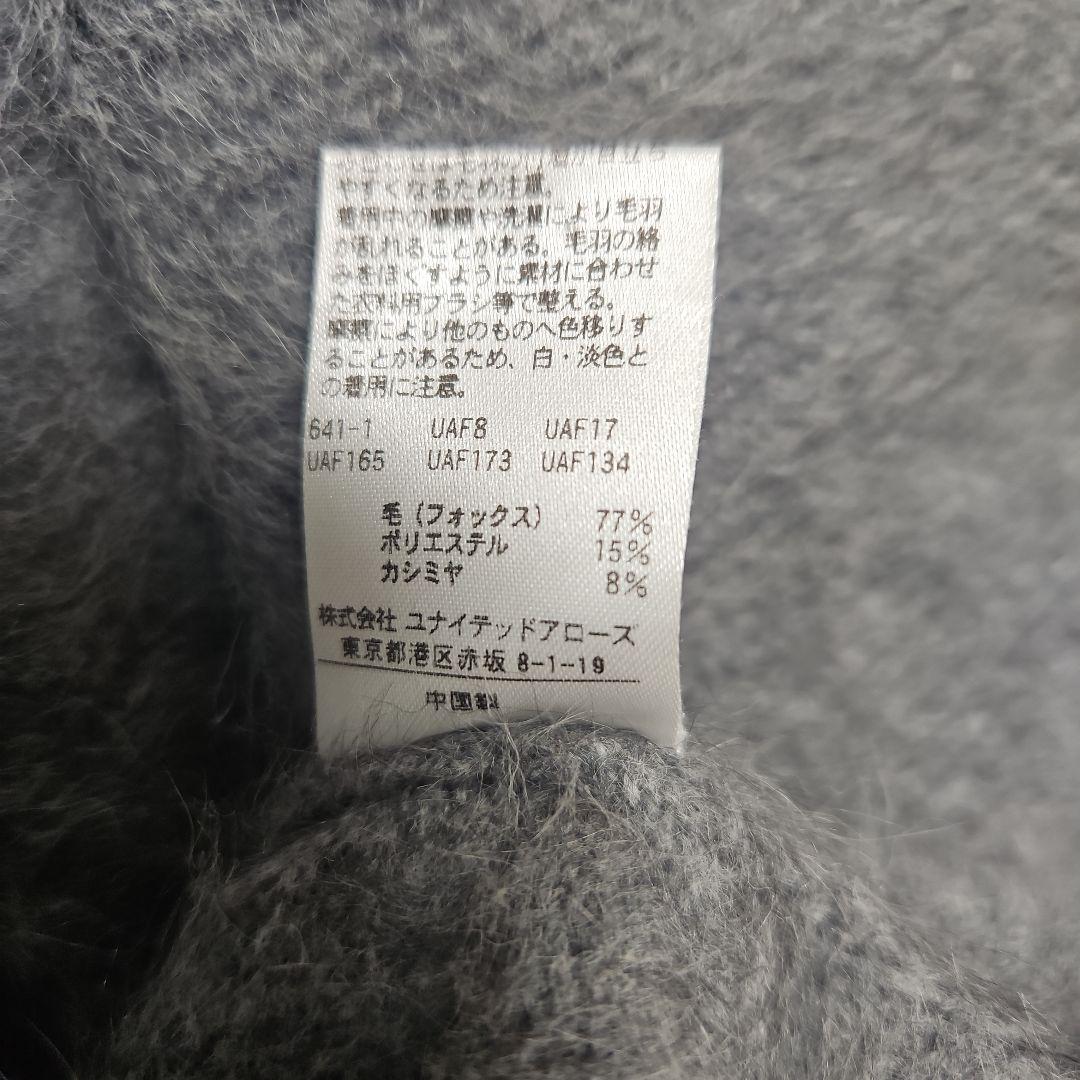 が目立ち
やすくなるため注意。
着用中の摩擦や洗濯により毛羽
が乱れることがある。毛羽の絡
みをほぐすように素材に合わせ
た衣料用ブラシ等で整える。
摩擦により他のものへ色移りす
ることがあるため、白・淡色と
の着用に注意。
641-1 UAF8 UAF17
UAF165 UAF173 UAF134
毛(フォックス) 77%
ポリエステル 15%
カシミヤ 8%
株式会社 ユナイテッドアローズ
東京都港区赤坂 8-1-19
中国製